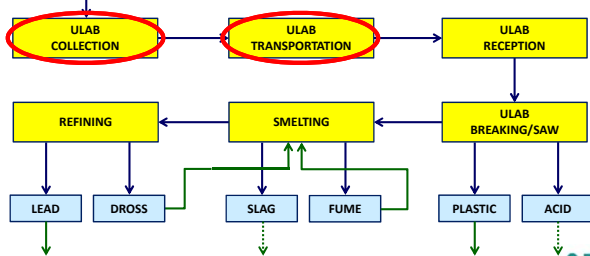 ULAB
COLLECTION
ULAB
TRANSPORTATION
ULAB
RECEPTION
REFINING
SMELTING
ULAB
BREAKING/SAW
LEAD
DROSS
SLAG
FUME
PLASTIC
ACID